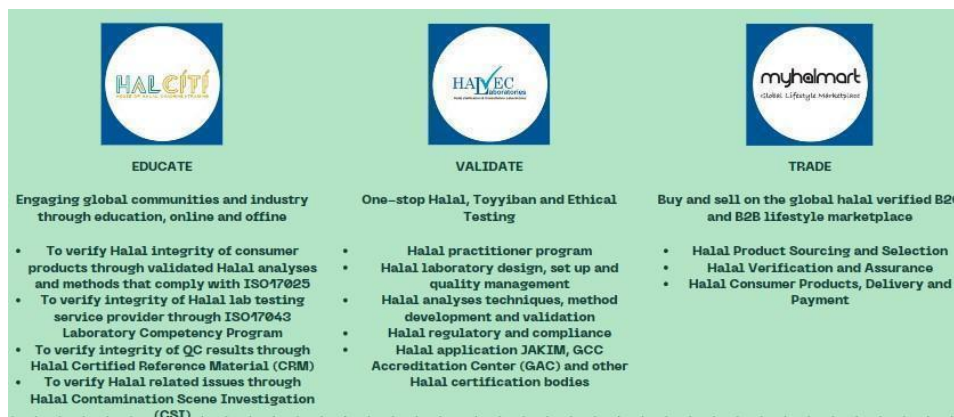 HALCÍTÍ
HALVEC
Laboratories
myhalmart
Global Lifestyle Marketplace
EDUCATE
Engaging global communities and industry
through education, online and offine
• To verify Halal integrity of consumer
products through validated Halal analyses
and methods that comply with ISO17025
• To verify integrity of Halal lab testing
service provider through ISO17043
Laboratory Competency Program
• To verify integrity of QC results through
Halal Certified Reference Material (CRM)
• To verify Halal related issues through
Halal Contamination Scene Investigation
(CSI)
VALIDATE
One-stop Halal, Toyyiban and Ethical
Testing
• Halal practitioner program
• Halal laboratory design, set up and
quality management
• Halal analyses techniques, method
development and validation
• Halal regulatory and compliance
• Halal application JAKIM, GCC
Accreditation Center (GAC) and other
Halal certification bodies
TRADE
Buy and sell on the global halal verified B2C
and B2B lifestyle marketplace
• Halal Product Sourcing and Selection
• Halal Verification and Assurance
• Halal Consumer Products, Delivery and
Payment